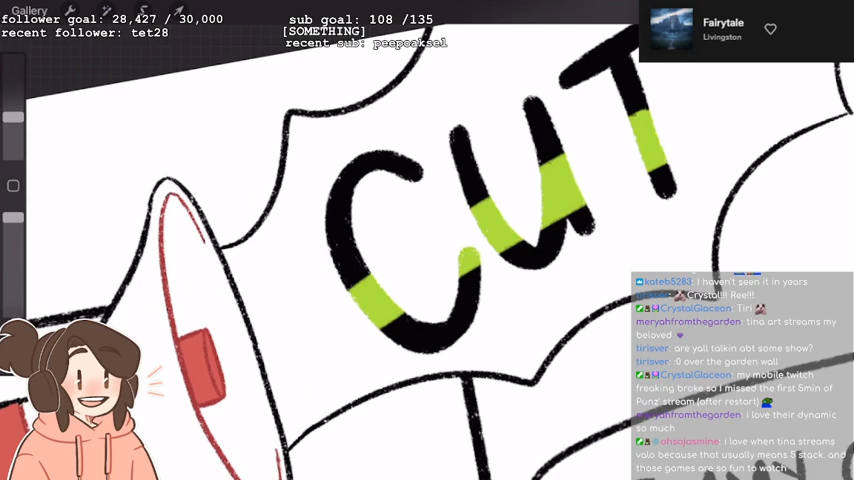 Gallery
follower goal: 28,427 / 30,000
recent follower: tet28
sub goal: 108 /135
[SOMETHING]
recent sub: peepoaksel
Fairytale
Livingston
CUT
kateb5283: I haven't seen it in years
Crystal!!! Ree!!!
CrystalGlaceon: Tiri
meryahfromthegarden: tina art streams my
beloved
tirisver: are yall talkin abt some show?
tirisver: :0 over the garden wall
CrystalGlaceon: my mobile twitch
freaking broke so I missed the first 5min of
Punz' stream (after restart)
meryahfromthegarden: i love their dynamic
so much
ohsojasmine: i love when tina streams
valo because that usually means 5 stack. and
those games are so fun to watch